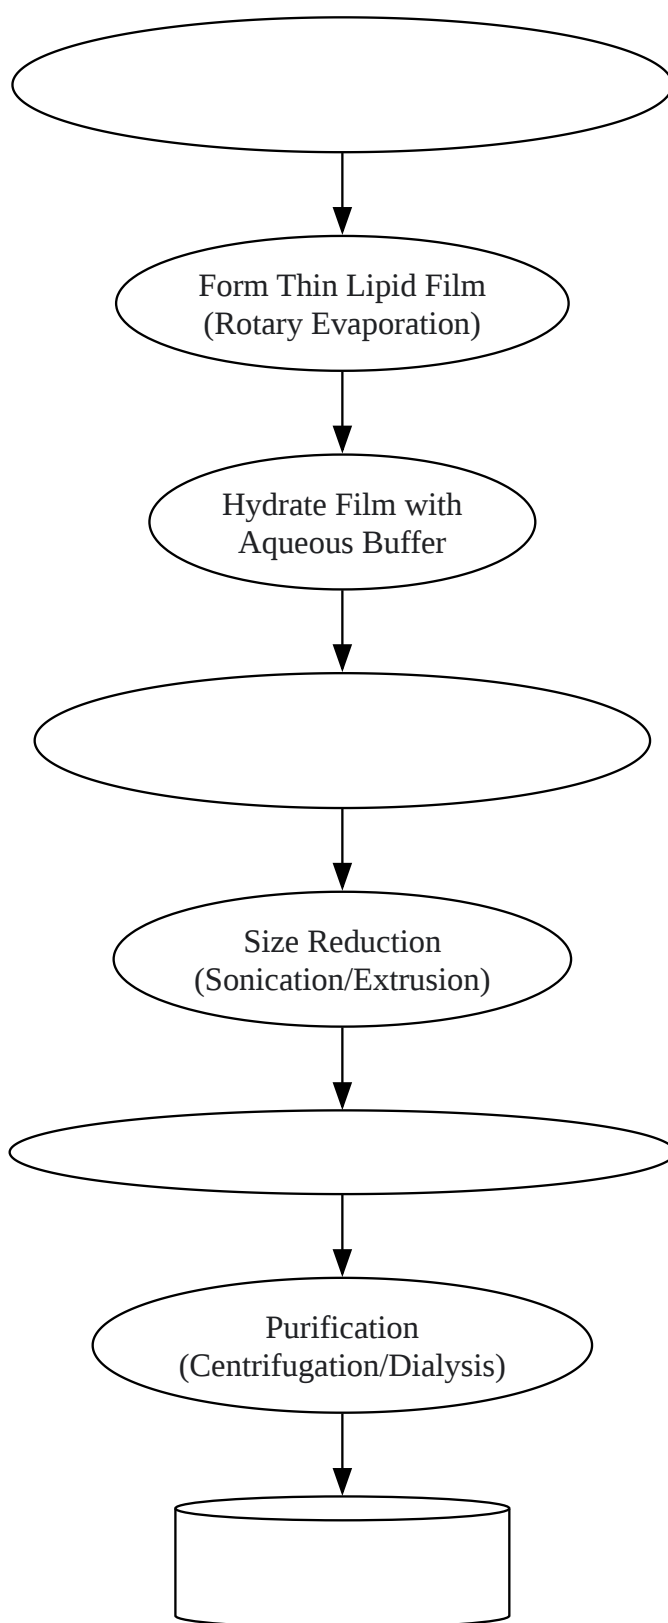 Form Thin Lipid Film
(Rotary Evaporation)
Hydrate Film with
Aqueous Buffer
Size Reduction
(Sonication/Extrusion)
Purification
(Centrifugation/Dialysis)